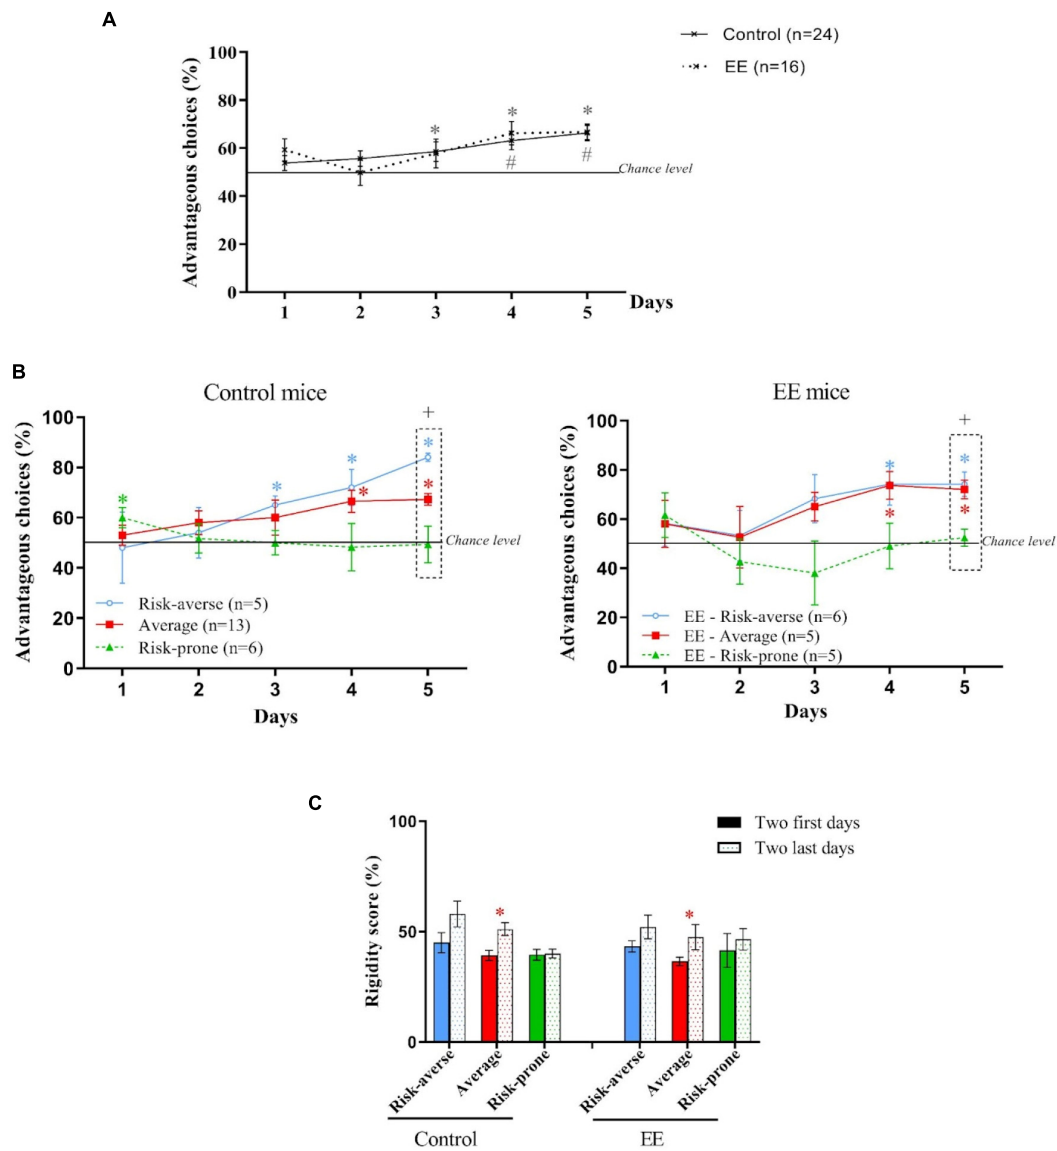 A
Control (n=24)
EE (n=16)
Advantageous choices (%)
100
80
60
40
20
0
* * *
# #
Chance level
1 2 3 4 5
Days
B
Control mice
Advantageous choices (%)
100
80
60
40
20
0
+
* * * * * *
Chance level
Risk-averse (n=5)
Average (n=13)
Risk-prone (n=6)
1 2 3 4 5
Days
EE mice
Advantageous choices (%)
100
80
60
40
20
0
+
* * * *
Chance level
EE - Risk-averse (n=6)
EE - Average (n=5)
EE - Risk-prone (n=5)
1 2 3 4 5
Days
C
Two first days
Two last days
Rigidity score (%)
100
50
0
* *
Risk-averse Average Risk-prone Risk-averse Average Risk-prone
Control EE